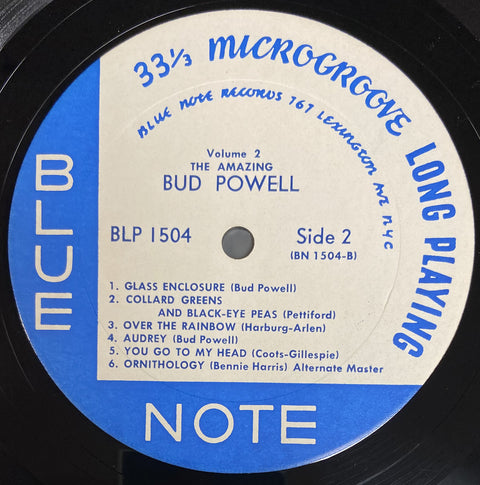 33⅓ MICROGROOVE LONG PLAYING
BLUE NOTE RECORDS 767 LEXINGTON AVE NYC
Volume 2
THE AMAZING
BUD POWELL
BLP 1504
Side 2
(BN 1504-B)
1. GLASS ENCLOSURE (Bud Powell)
2. COLLARD GREENS
AND BLACK-EYE PEAS (Pettiford)
3. OVER THE RAINBOW (Harburg-Arlen)
4. AUDREY (Bud Powell)
5. YOU GO TO MY HEAD (Coots-Gillespie)
6. ORNITHOLOGY (Bennie Harris) Alternate Master
BLUE
NOTE